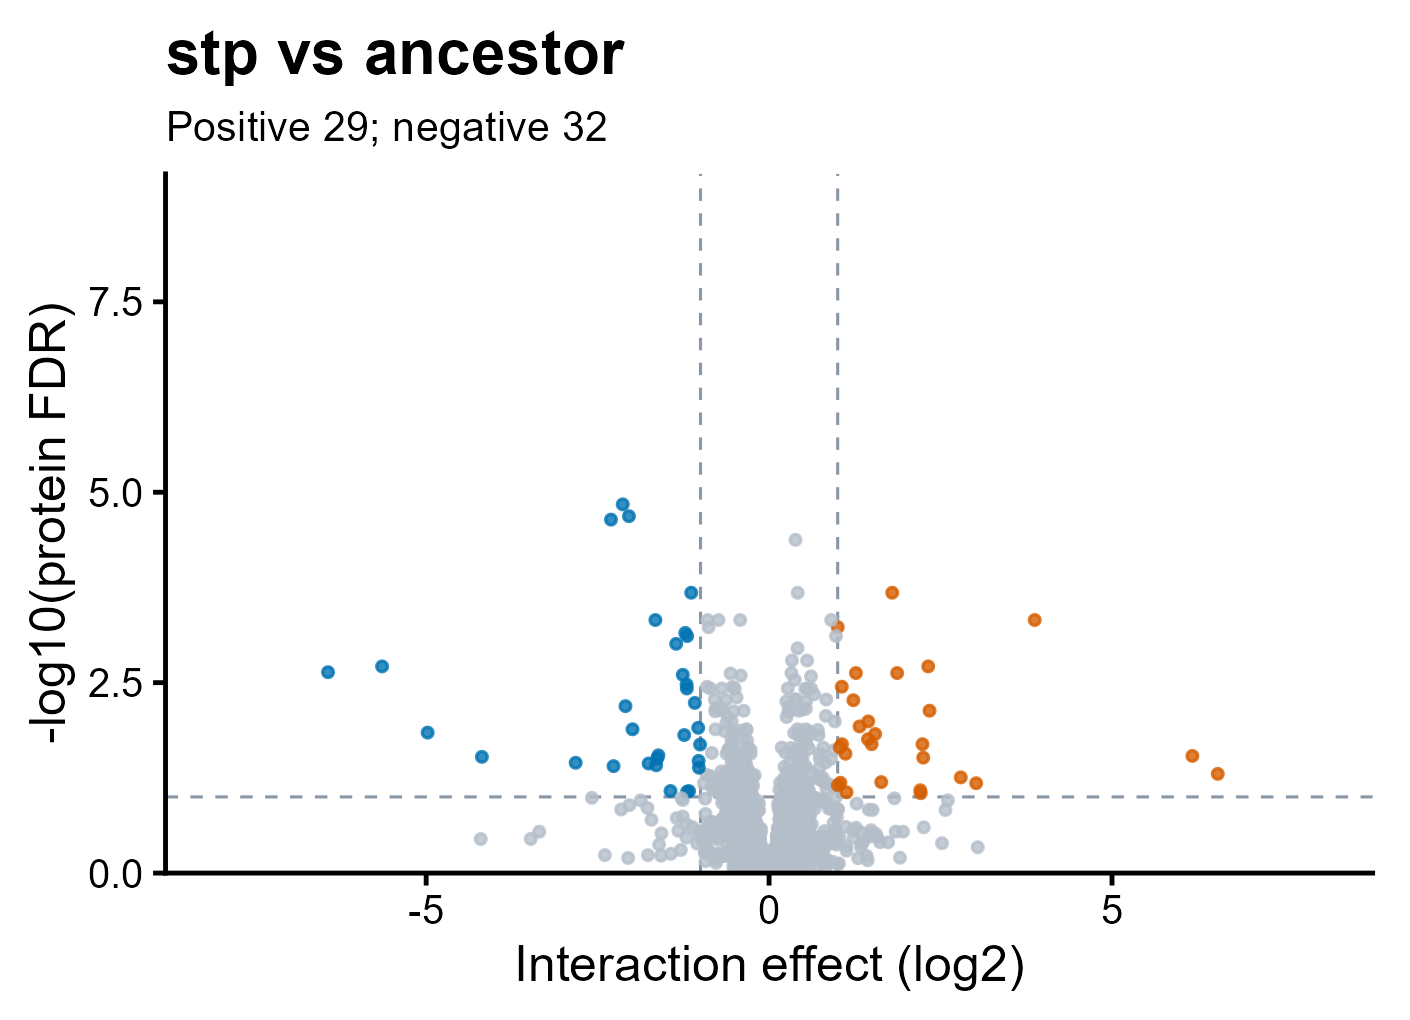 stp vs ancestor
Positive 29; negative 32
-log10(protein FDR)
7.5
5.0
2.5
0.0
-5 0 5
Interaction effect (log2)